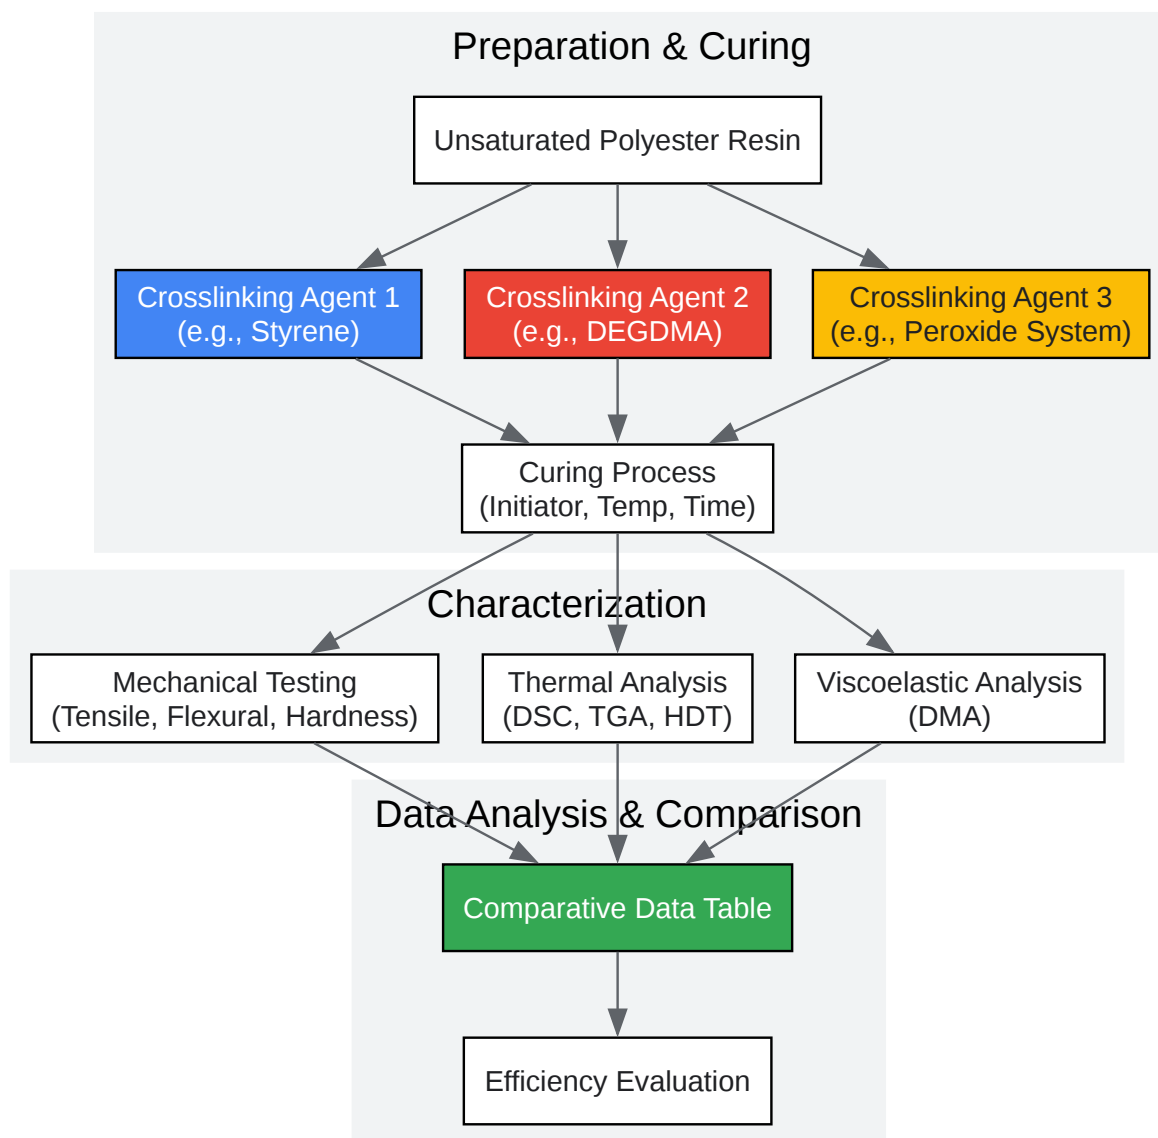 Preparation & Curing
Unsaturated Polyester Resin
Crosslinking Agent 1
(e.g., Styrene)
Crosslinking Agent 2
(e.g., DEGDMA)
Crosslinking Agent 3
(e.g., Peroxide System)
Curing Process
(Initiator, Temp, Time)
Characterization
Mechanical Testing
(Tensile, Flexural, Hardness)
Thermal Analysis
(DSC, TGA, HDT)
Viscoelastic Analysis
(DMA)
Data Analysis & Comparison
Comparative Data Table
Efficiency Evaluation